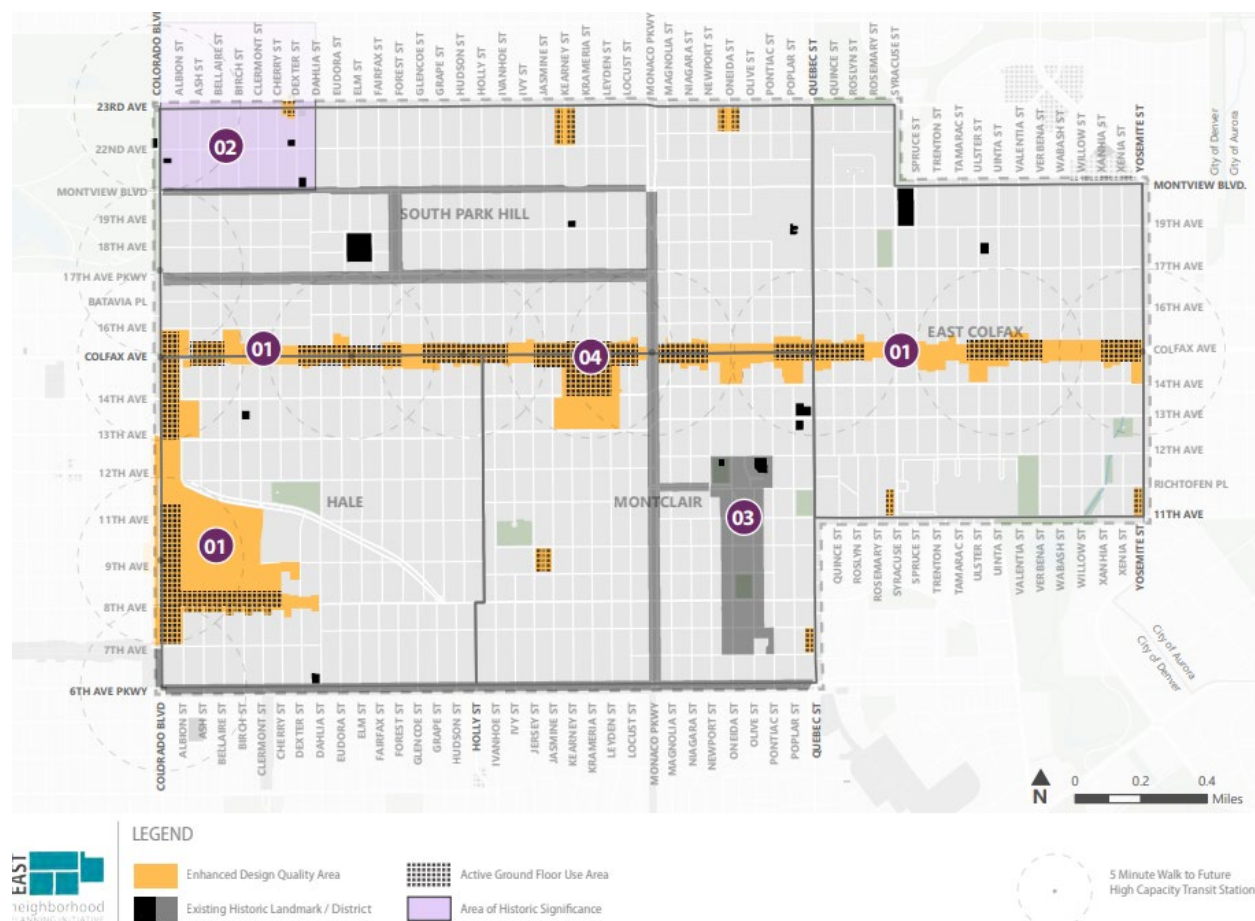 COLORADO BLVD
ALBION ST
ASH ST
BELLAIRE ST
BIRCH ST
CLERMONT ST
CHERRY ST
DEXTER ST
DAHLIA ST
EUDORA ST
ELM ST
FAIRFAX ST
FOREST ST
GLENCOE ST
GRAPE ST
HUDSON ST
HOLLY ST
IVANHOE ST
IVY ST
JASMINE ST
KEARNEY ST
KRAMERIA ST
LEYDEN ST
LOCUST ST
MONACO PKWY
MAGNOLIA ST
NIAGARA ST
NEWPORT ST
ONEIDA ST
OLIVE ST
PONTIAC ST
POPLAR ST
QUEBEC ST
QUINCE ST
ROSLYN ST
ROSEMARY ST
SYRACUSE ST
SPRUCE ST
TRENTON ST
TAMARAC ST
ULSTER ST
UINTA ST
VALENTIA ST
VERBENA ST
WABASH ST
WILLOW ST
XANHIA ST
XENIA ST
YOSEMITE ST
City of Denver
City of Aurora
23RD AVE
22ND AVE
MONTVIEW BLVD
19TH AVE
18TH AVE
17TH AVE PKWY
BATAVIA PL
16TH AVE
COLFAX AVE
14TH AVE
13TH AVE
12TH AVE
11TH AVE
9TH AVE
8TH AVE
7TH AVE
6TH AVE PKWY
02
SOUTH PARK HILL
01
04
01
EAST COLFAX
HALE
MONTCLAIR
03
01
MONTVIEW BLVD.
19TH AVE
17TH AVE
16TH AVE
COLFAX AVE
14TH AVE
13TH AVE
12TH AVE
RICHTOFEN PL
11TH AVE
QUINCE ST
ROSLYN ST
ROSEMARY ST
SYRACUSE ST
SPRUCE ST
TRENTON ST
TAMARAC ST
ULSTER ST
UINTA ST
VALENTIA ST
VERBENA ST
WABASH ST
WILLOW ST
XANHIA ST
XENIA ST
YOSEMITE ST
City of Aurora
City of Denver
COLORADO BLVD
ALBION ST
ASH ST
BELLAIRE ST
BIRCH ST
CLERMONT ST
CHERRY ST
DEXTER ST
DAHLIA ST
EUDORA ST
ELM ST
FAIRFAX ST
FOREST ST
GLENCOE ST
GRAPE ST
HUDSON ST
HOLLY ST
IVANHOE ST
IVY ST
JERSEY ST
JASMINE ST
KEARNEY ST
KRAMERIA ST
LEYDEN ST
LOCUST ST
MONACO PKWY
MAGNOLIA ST
NIAGARA ST
NEWPORT ST
ONEIDA ST
OLIVE ST
PONTIAC ST
POPLAR ST
QUEBEC ST
N
0 0.2 0.4
Miles
LEGEND
EAST
neighborhood
PLANNING INITIATIVE
Enhanced Design Quality Area
Existing Historic Landmark / District
Active Ground Floor Use Area
Area of Historic Significance
5 Minute Walk to Future
High Capacity Transit Station